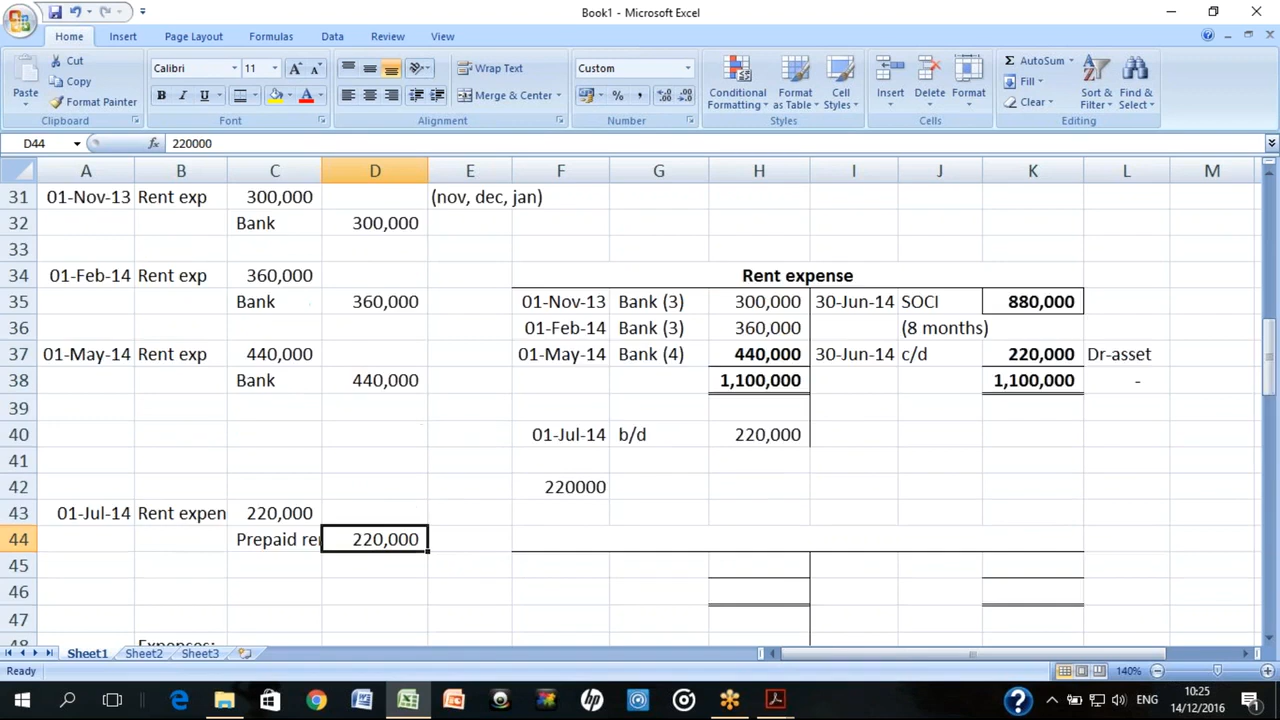 Book1 - Microsoft Excel
Home Insert Page Layout Formulas Data Review View
Paste Cut Copy Format Painter Clipboard
Calibri 11 A A B I U A Font
Wrap Text Merge & Center Alignment
Custom % , Number
Conditional Formatting Format as Table Cell Styles Styles
Insert Delete Format Cells
Σ AutoSum Fill Clear Sort & Filter Find & Select Editing
D44 fx 220000
A B C D E F G H I J K L M
31 01-Nov-13 Rent exp 300,000 (nov, dec, jan)
32 Bank 300,000
33
34 01-Feb-14 Rent exp 360,000 Rent expense
35 Bank 360,000 01-Nov-13 Bank (3) 300,000 30-Jun-14 SOCI 880,000
36 01-Feb-14 Bank (3) 360,000 (8 months)
37 01-May-14 Rent exp 440,000 01-May-14 Bank (4) 440,000 30-Jun-14 c/d 220,000 Dr-asset
38 Bank 440,000 1,100,000 1,100,000 -
39
40 01-Jul-14 b/d 220,000
41
42 220000
43 01-Jul-14 Rent expen 220,000
44 Prepaid ren 220,000
45
46
47
48 Expenses:
Sheet1 Sheet2 Sheet3
Ready 140%
ENG 10:25
14/12/2016